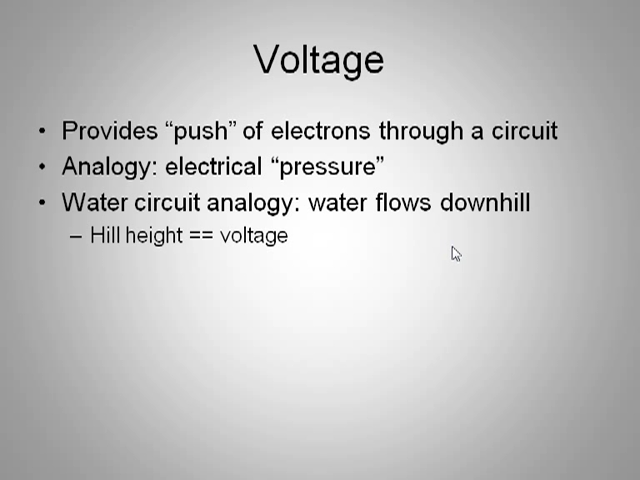 Voltage
• Provides “push” of electrons through a circuit
• Analogy: electrical “pressure”
• Water circuit analogy: water flows downhill
– Hill height == voltage